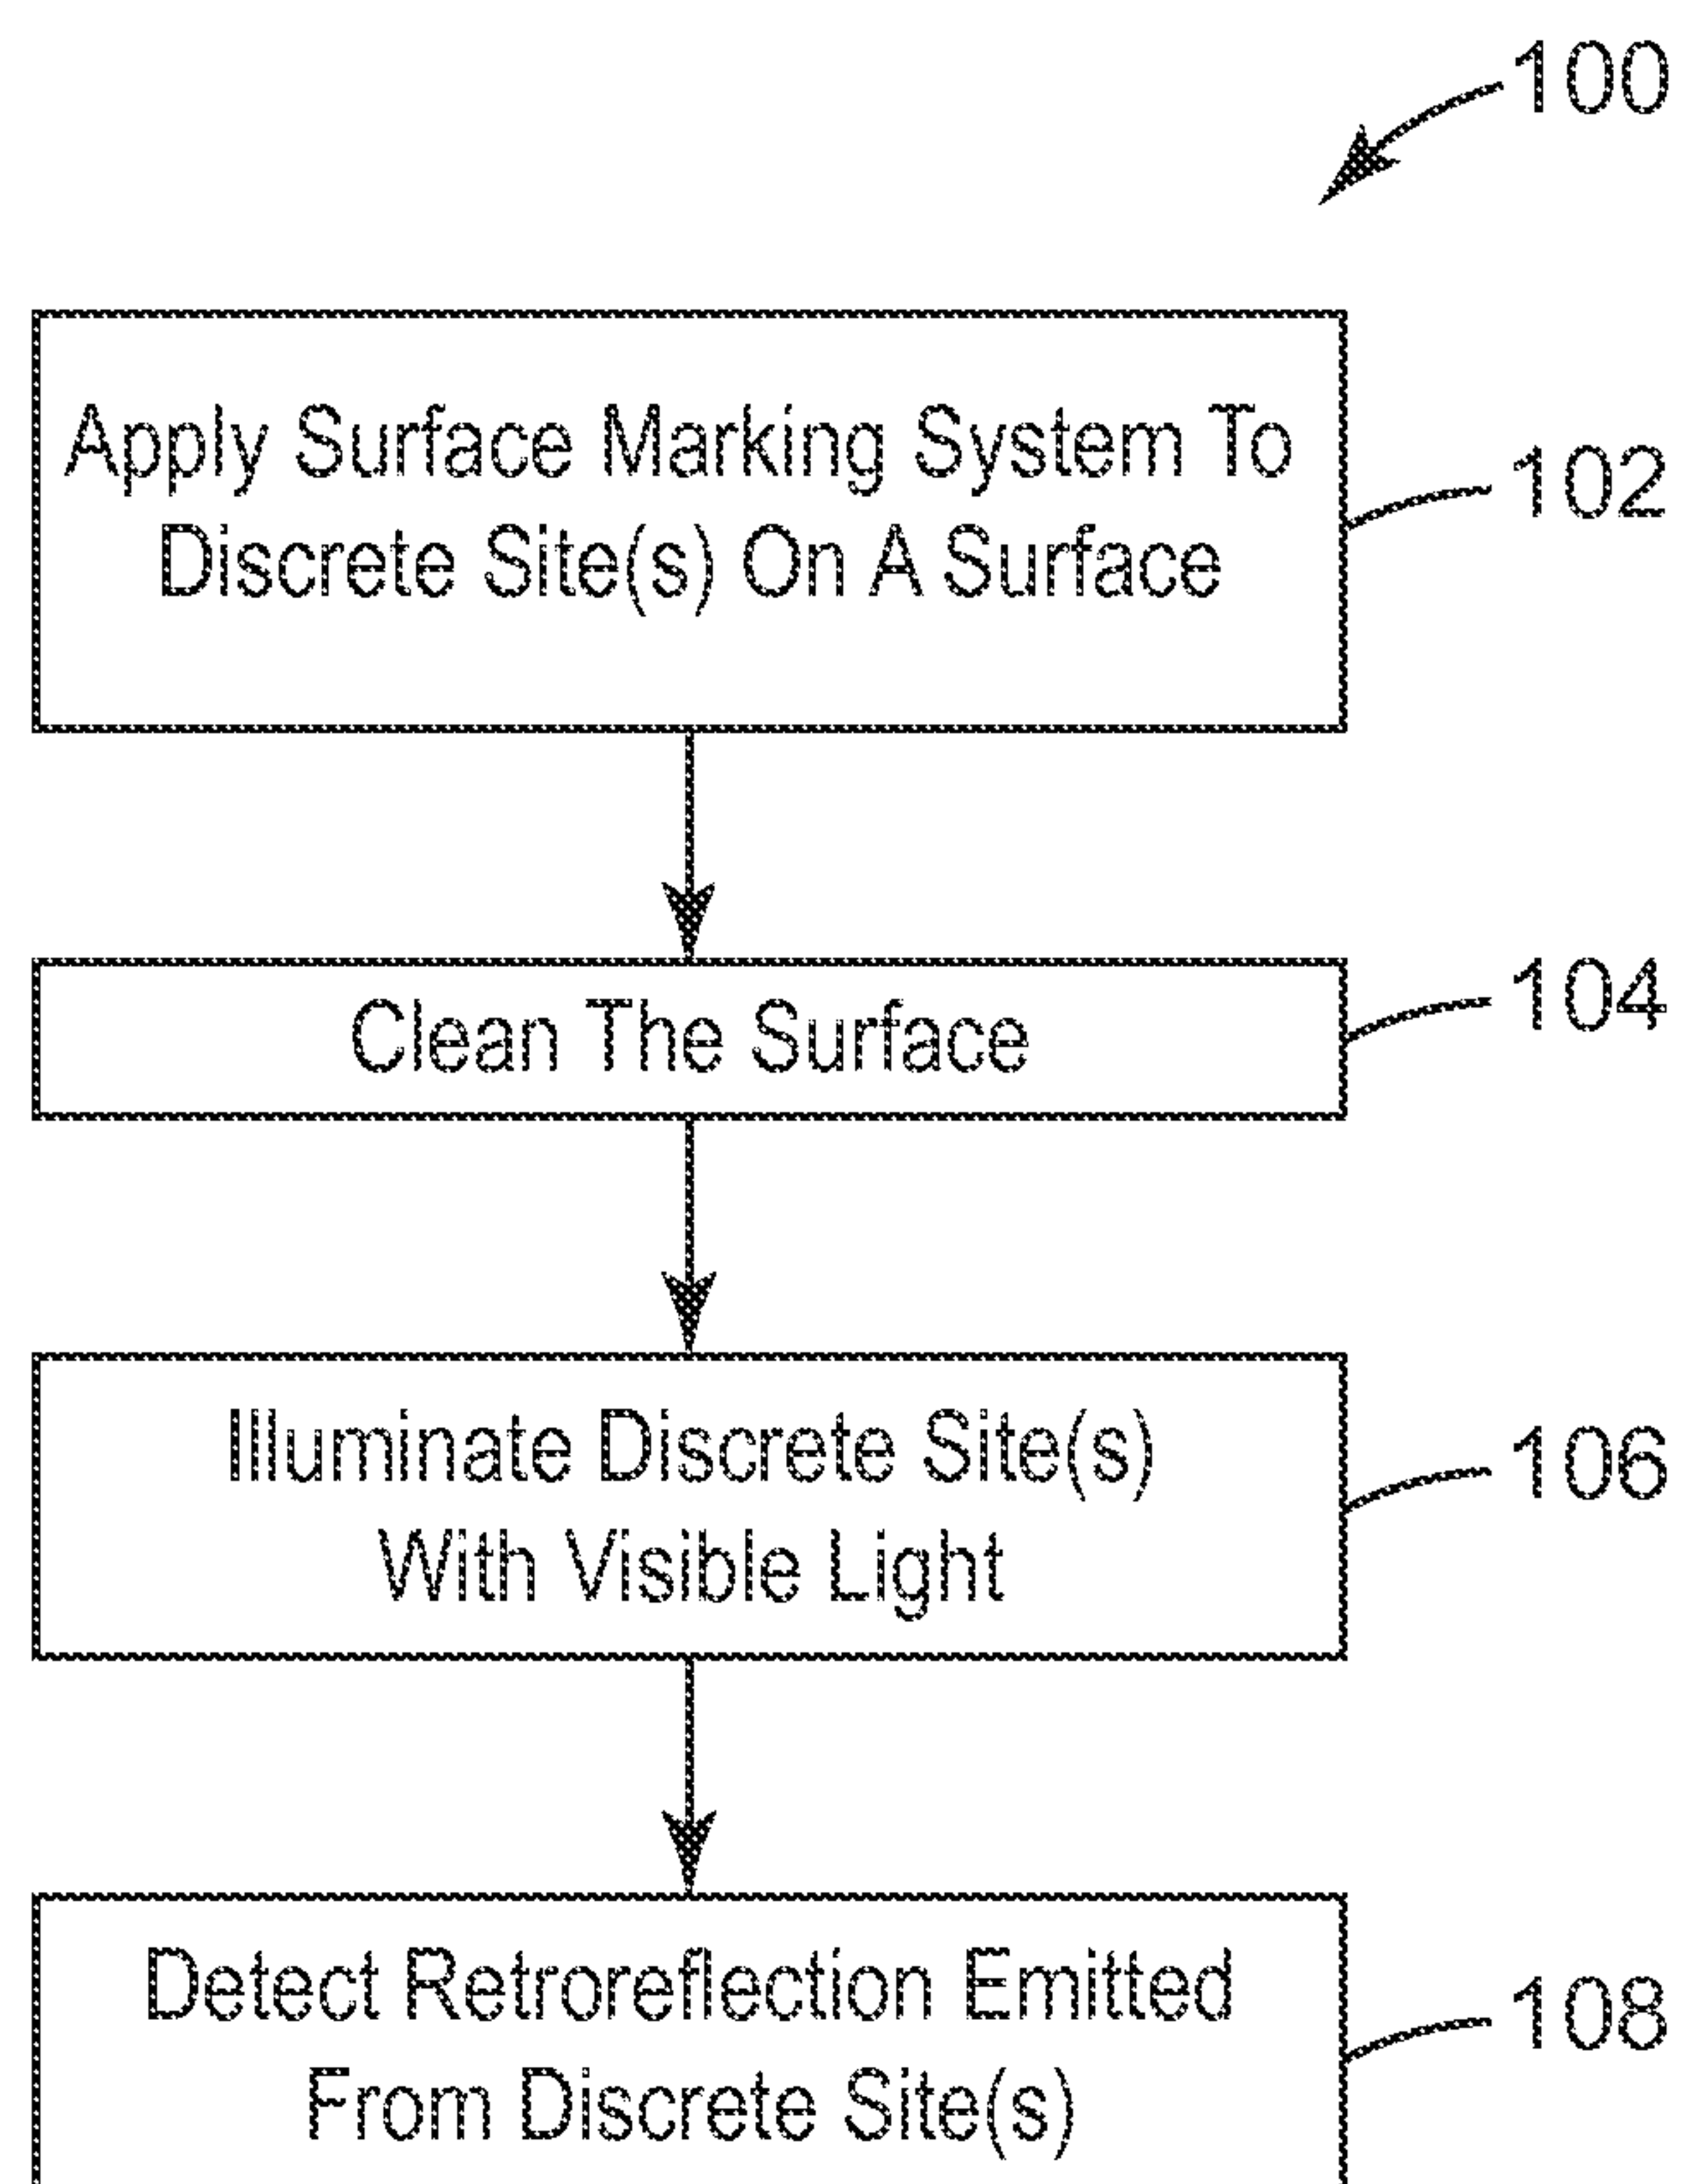 100
Apply Surface Marking System To
Discrete Site(s) On A Surface
102
Clean The Surface
104
Illuminate Discrete Site(s)
With Visible Light
106
Detect Retroreflection Emitted
From Discrete Site(s)
108